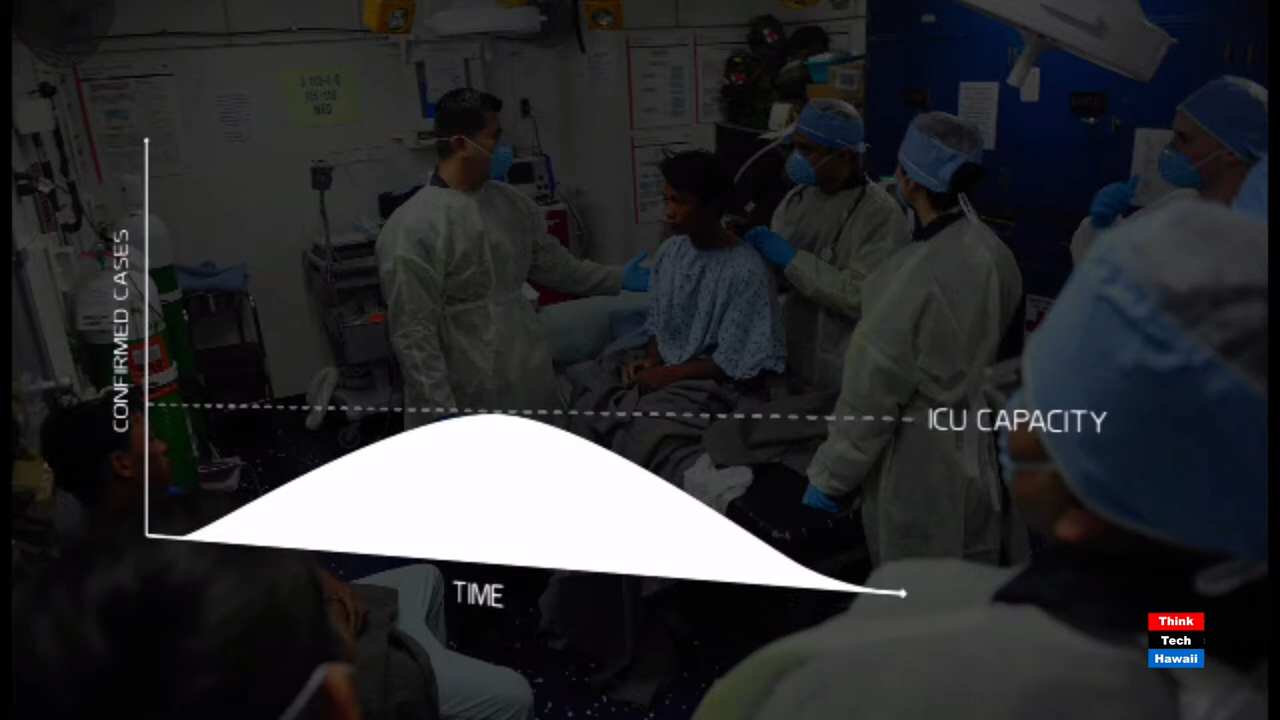 CONFIRMED CASES
ICU CAPACITY
TIME
Think
Tech
Hawaii